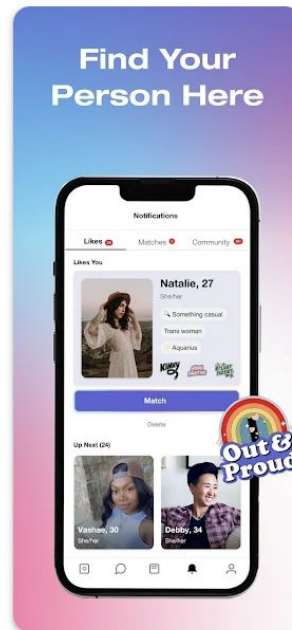 Find Your
Person Here
Notifications
Likes
Matches
Community
Likes You
Natalie, 27
She/her
Something casual
Trans woman
Aquarius
KINKY
Match
Delete
Up Next (24)
Out &
Proud
Vashae, 30
Debby, 34
She/her
She/her